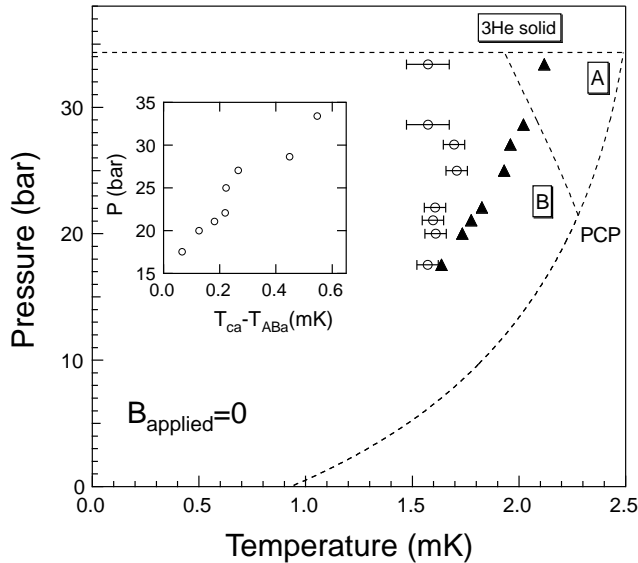 3He solid
A
B
PCP
Pressure (bar)
30
20
10
0
0.0
0.5
1.0
1.5
2.0
2.5
Temperature (mK)
B_applied=0
P (bar)
35
30
25
20
15
0.0
0.2
0.4
0.6
T_ca-T_ABa(mK)